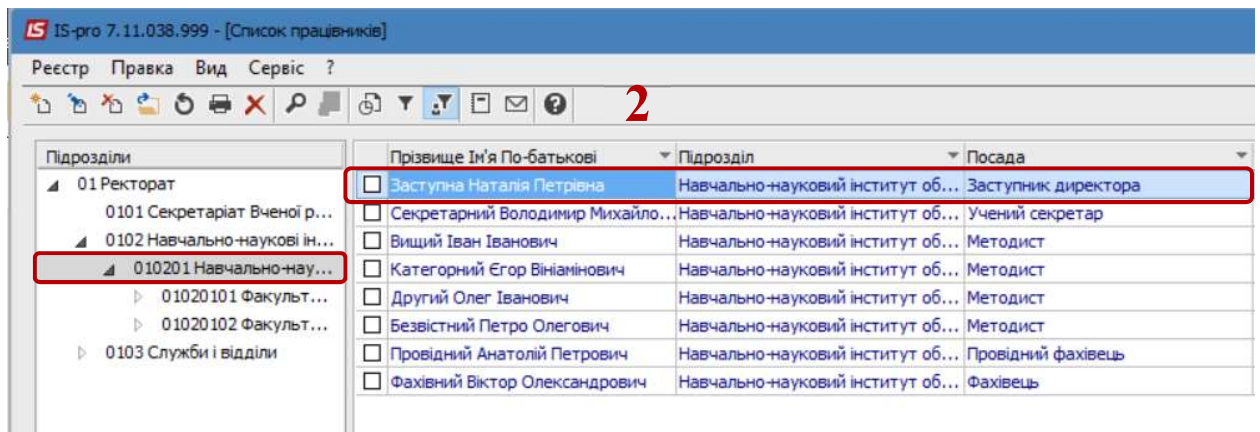 IS IS-pro 7.11.038.999 - [Список працівників]
Реєстр Правка Вид Сервіс ?
2
Підрозділи Прізвище Ім'я По-батькові Підрозділ Посада
01 Ректорат Заступна Наталія Петрівна Навчально-науковий інститут об... Заступник директора
0101 Секретаріат Вченої р... Секретарний Володимир Михайло... Навчально-науковий інститут об... Учений секретар
0102 Навчально-наукові ін... Вищий Іван Іванович Навчально-науковий інститут об... Методист
010201 Навчально-нау... Категорний Єгор Вініамінович Навчально-науковий інститут об... Методист
01020101 Факульт... Другий Олег Іванович Навчально-науковий інститут об... Методист
01020102 Факульт... Безвістний Петро Олегович Навчально-науковий інститут об... Методист
0103 Служби і відділи Провідний Анатолій Петрович Навчально-науковий інститут об... Провідний фахівець
Фахівний Віктор Олександрович Навчально-науковий інститут об... Фахівець